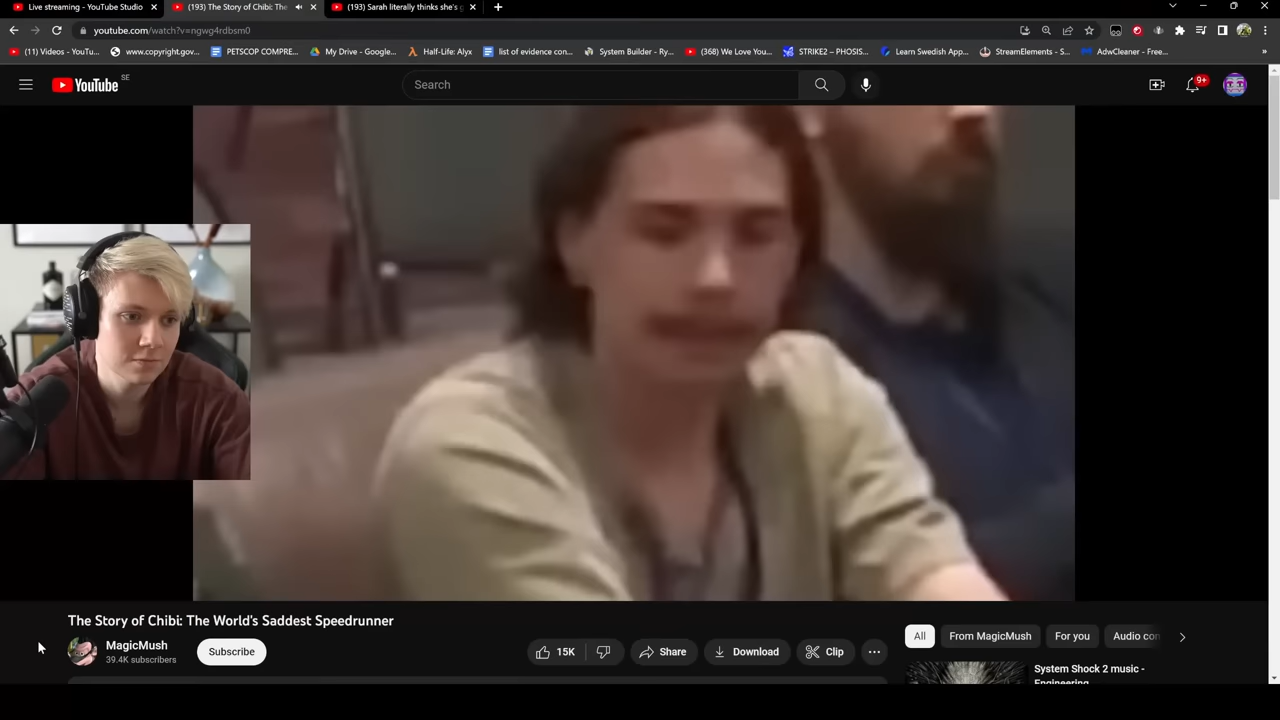 Live streaming - YouTube Studio
(193) The Story of Chibi: The
(193) Sarah literally thinks she's g
youtube.com/watch?v=ngwg4rdbsm0
(11) Videos - YouTu...
www.copyright.gov...
PETSCOP COMPRE...
My Drive - Google...
Half-Life: Alyx
list of evidence con...
System Builder - Ry...
(368) We Love You...
STRIKE2 – PHOSIS...
Learn Swedish App...
StreamElements - S...
AdwCleaner - Free...
YouTube SE
Search
9+
The Story of Chibi: The World's Saddest Speedrunner
MagicMush
39.4K subscribers
Subscribe
15K
Share
Download
Clip
All
From MagicMush
For you
Audio con
System Shock 2 music -
Engineering